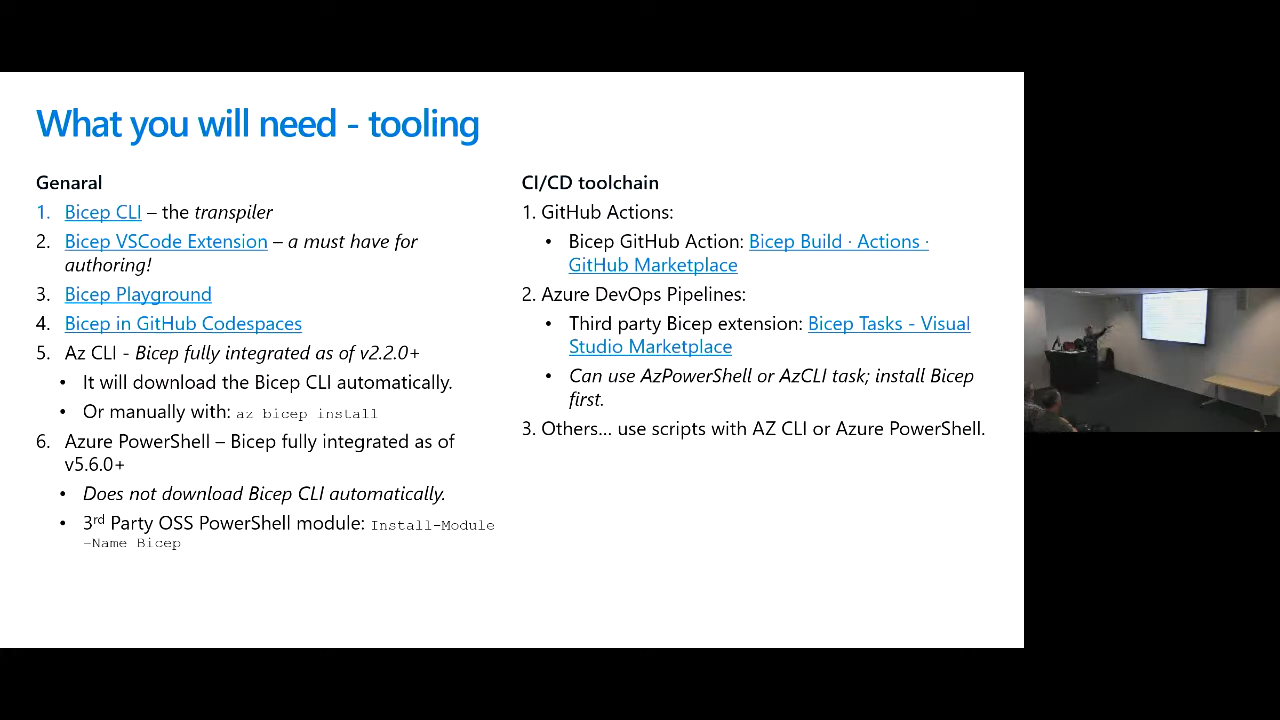 What you will need - tooling
Genaral
1. Bicep CLI – the transpiler
2. Bicep VSCode Extension – a must have for
authoring!
3. Bicep Playground
4. Bicep in GitHub Codespaces
5. Az CLI - Bicep fully integrated as of v2.2.0+
• It will download the Bicep CLI automatically.
• Or manually with: az bicep install
6. Azure PowerShell – Bicep fully integrated as of
v5.6.0+
• Does not download Bicep CLI automatically.
• 3rd Party OSS PowerShell module: Install-Module
-Name Bicep
CI/CD toolchain
1. GitHub Actions:
• Bicep GitHub Action: Bicep Build · Actions ·
GitHub Marketplace
2. Azure DevOps Pipelines:
• Third party Bicep extension: Bicep Tasks - Visual
Studio Marketplace
• Can use AzPowerShell or AzCLI task; install Bicep
first.
3. Others... use scripts with AZ CLI or Azure PowerShell.